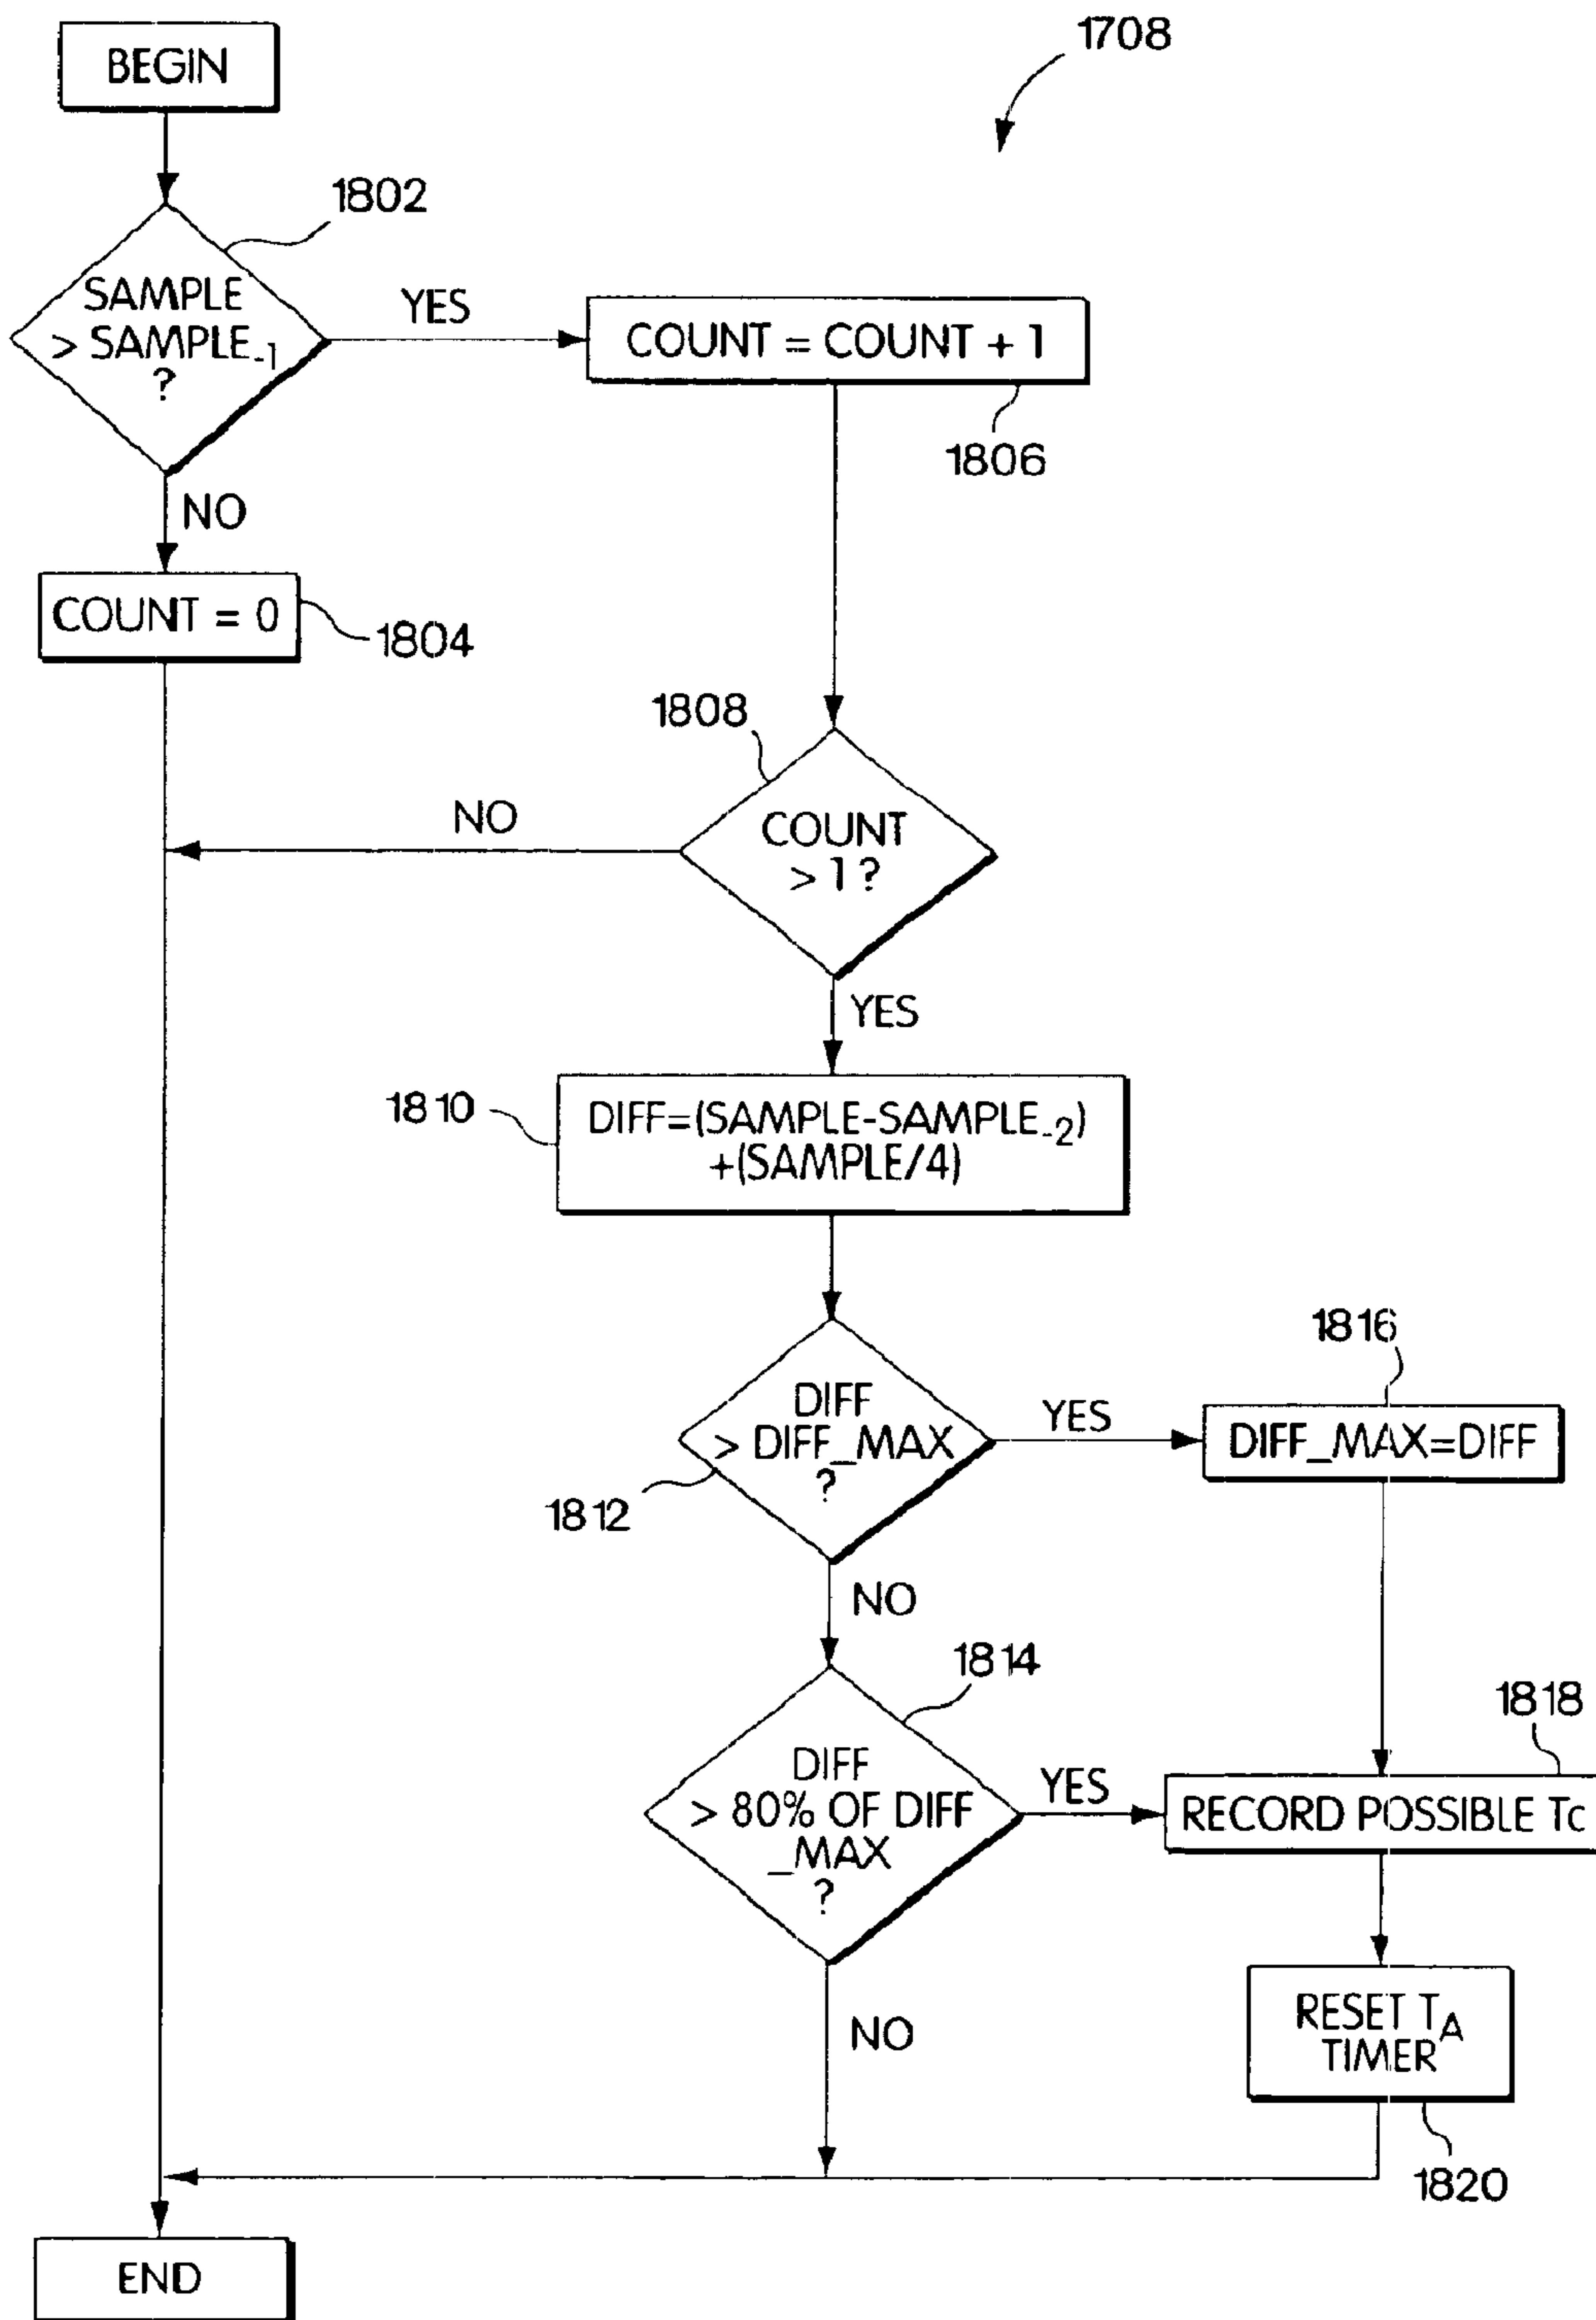 BEGIN
1708
1802
SAMPLE
> SAMPLE-1
?
YES
COUNT = COUNT + 1
1806
NO
COUNT = 0
1804
1808
COUNT
> 1 ?
NO
YES
1810
DIFF=(SAMPLE-SAMPLE-2)
+(SAMPLE/4)
1816
DIFF
> DIFF_MAX
?
YES
DIFF_MAX=DIFF
1812
NO
1814
1818
DIFF
> 80% OF DIFF
_MAX
?
YES
RECORD POSSIBLE Tc
NO
RESET TA
TIMER
1820
END